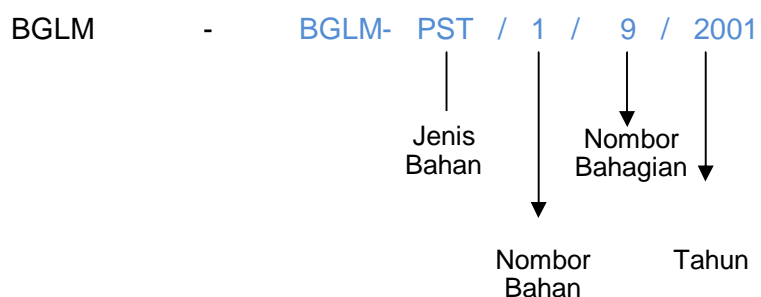 BGLM - BGLM- PST / 1 / 9 / 2001
Jenis
Bahan
Nombor
Bahagian
Nombor
Bahan
Tahun